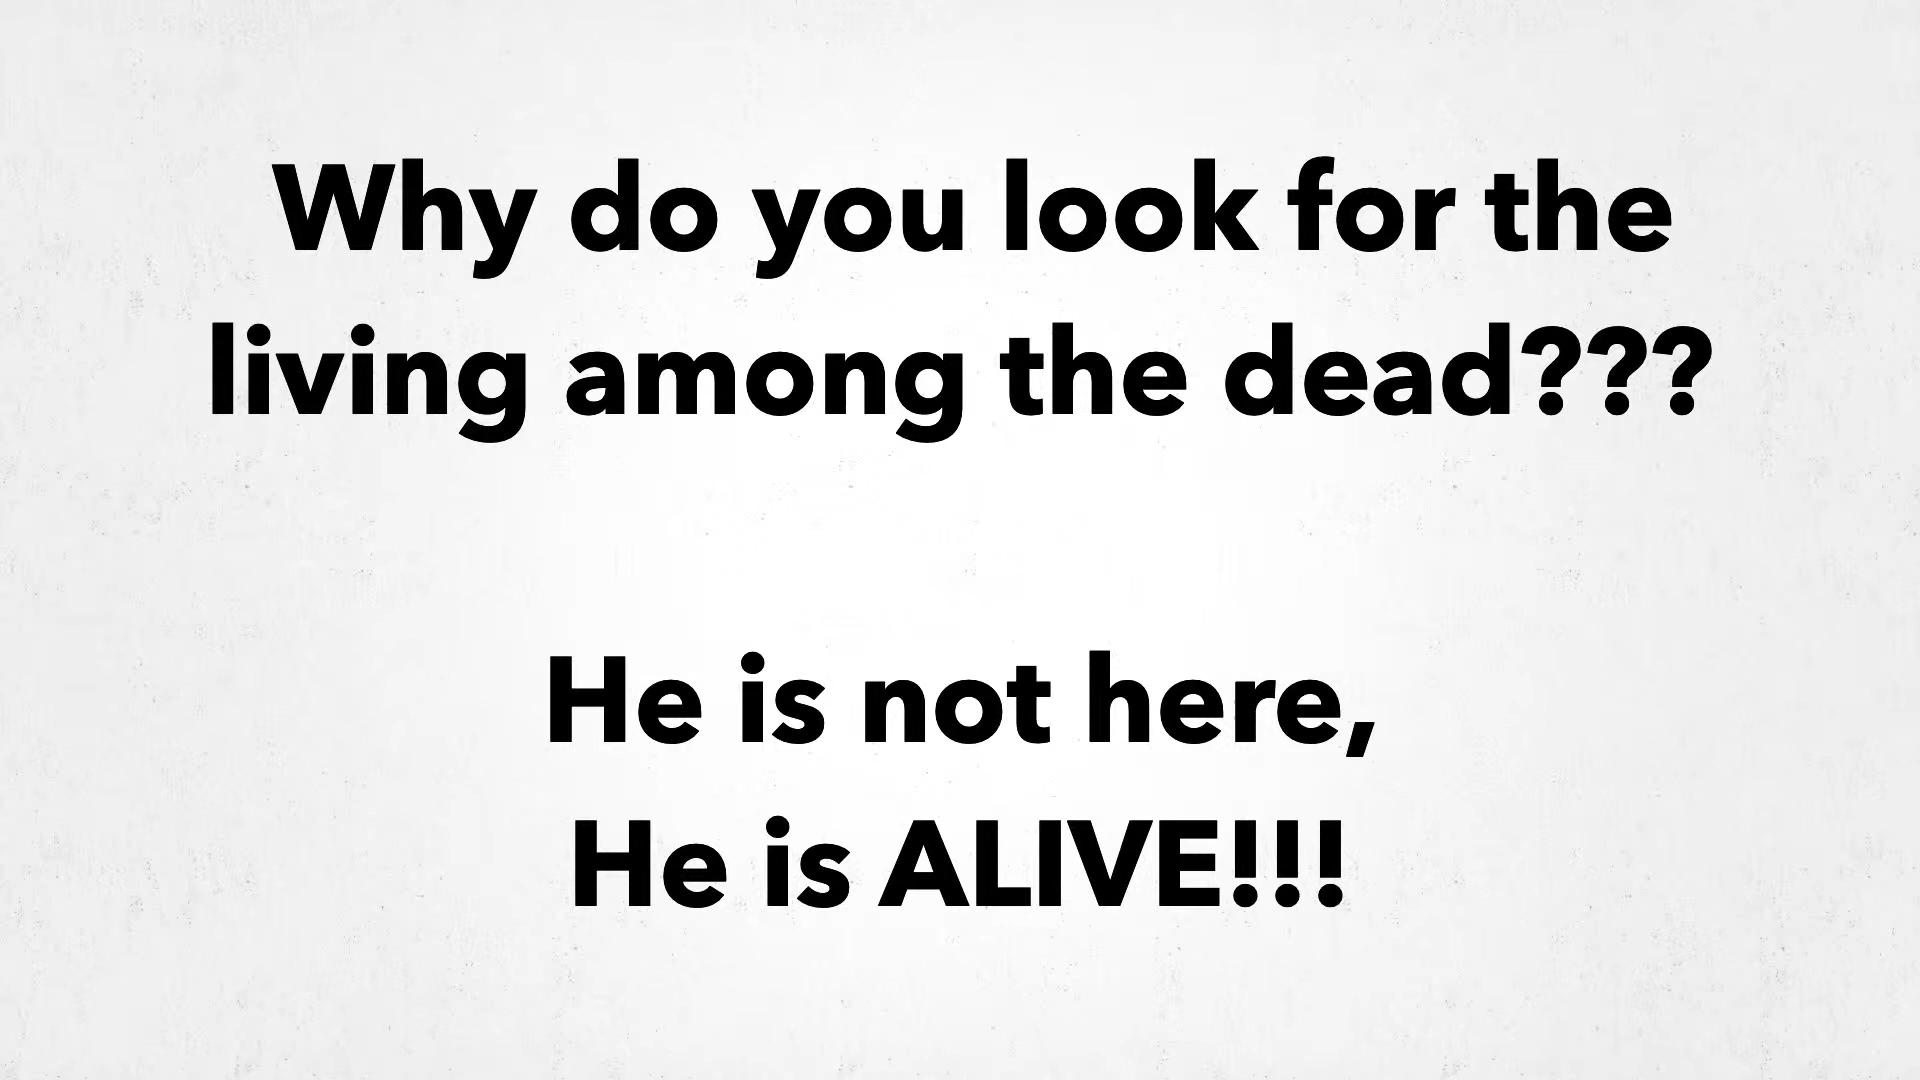 Why do you look for the
living among the dead???
He is not here,
He is ALIVE!!!